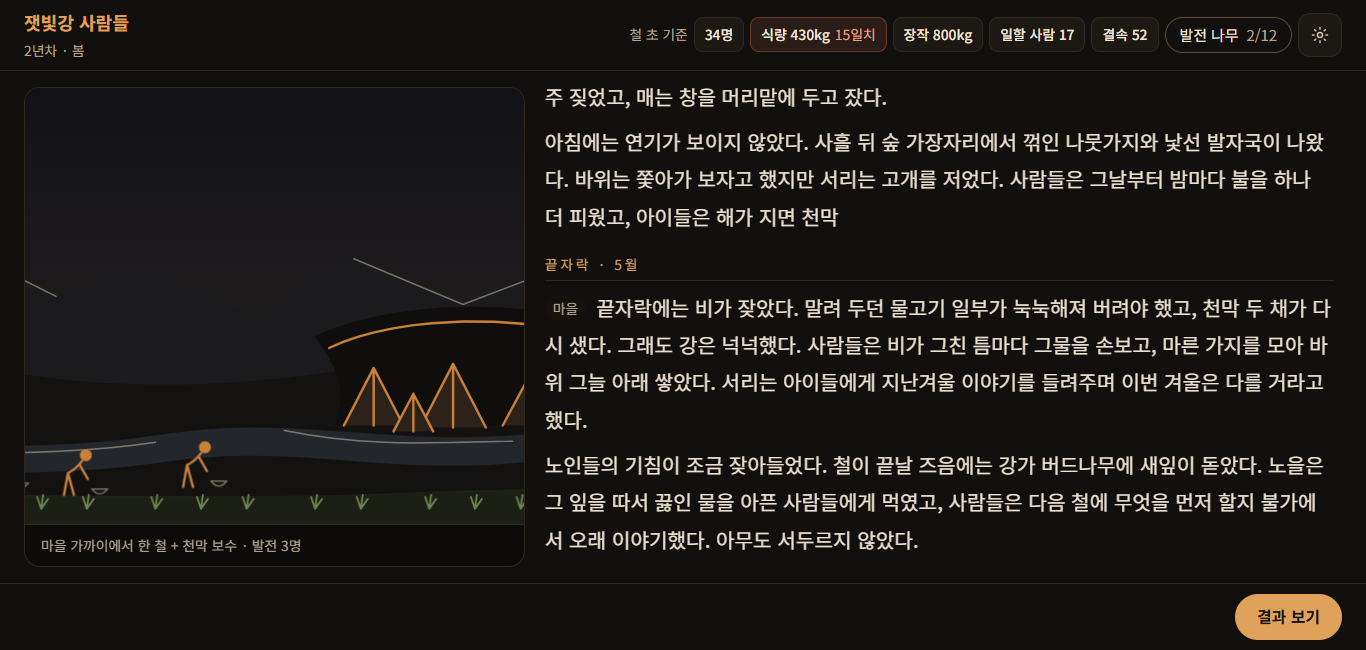 잿빛강 사람들
2년차 · 봄
철 초 기준
34명
식량 430kg 15일치
장작 800kg
일할 사람 17
결속 52
발전 나무 2/12
주 짖었고, 매는 창을 머리맡에 두고 잤다.
아침에는 연기가 보이지 않았다. 사흘 뒤 숲 가장자리에서 꺾인 나뭇가지와 낯선 발자국이 나왔
다. 바위는 쫓아가 보자고 했지만 서리는 고개를 저었다. 사람들은 그날부터 밤마다 불을 하나
더 피웠고, 아이들은 해가 지면 천막
끝자락 · 5월
마을 끝자락에는 비가 잦았다. 말려 두던 물고기 일부가 눅눅해져 버려야 했고, 천막 두 채가 다
시 샜다. 그래도 강은 넉넉했다. 사람들은 비가 그친 틈마다 그물을 손보고, 마른 가지를 모아 바
위 그늘 아래 쌓았다. 서리는 아이들에게 지난겨울 이야기를 들려주며 이번 겨울은 다를 거라고
했다.
노인들의 기침이 조금 잦아들었다. 철이 끝날 즈음에는 강가 버드나무에 새잎이 돋았다. 노을은
그 잎을 따서 끓인 물을 아픈 사람들에게 먹였고, 사람들은 다음 철에 무엇을 먼저 할지 불가에
서 오래 이야기했다. 아무도 서두르지 않았다.
마을 가까이에서 한 철 + 천막 보수 · 발전 3명
결과 보기